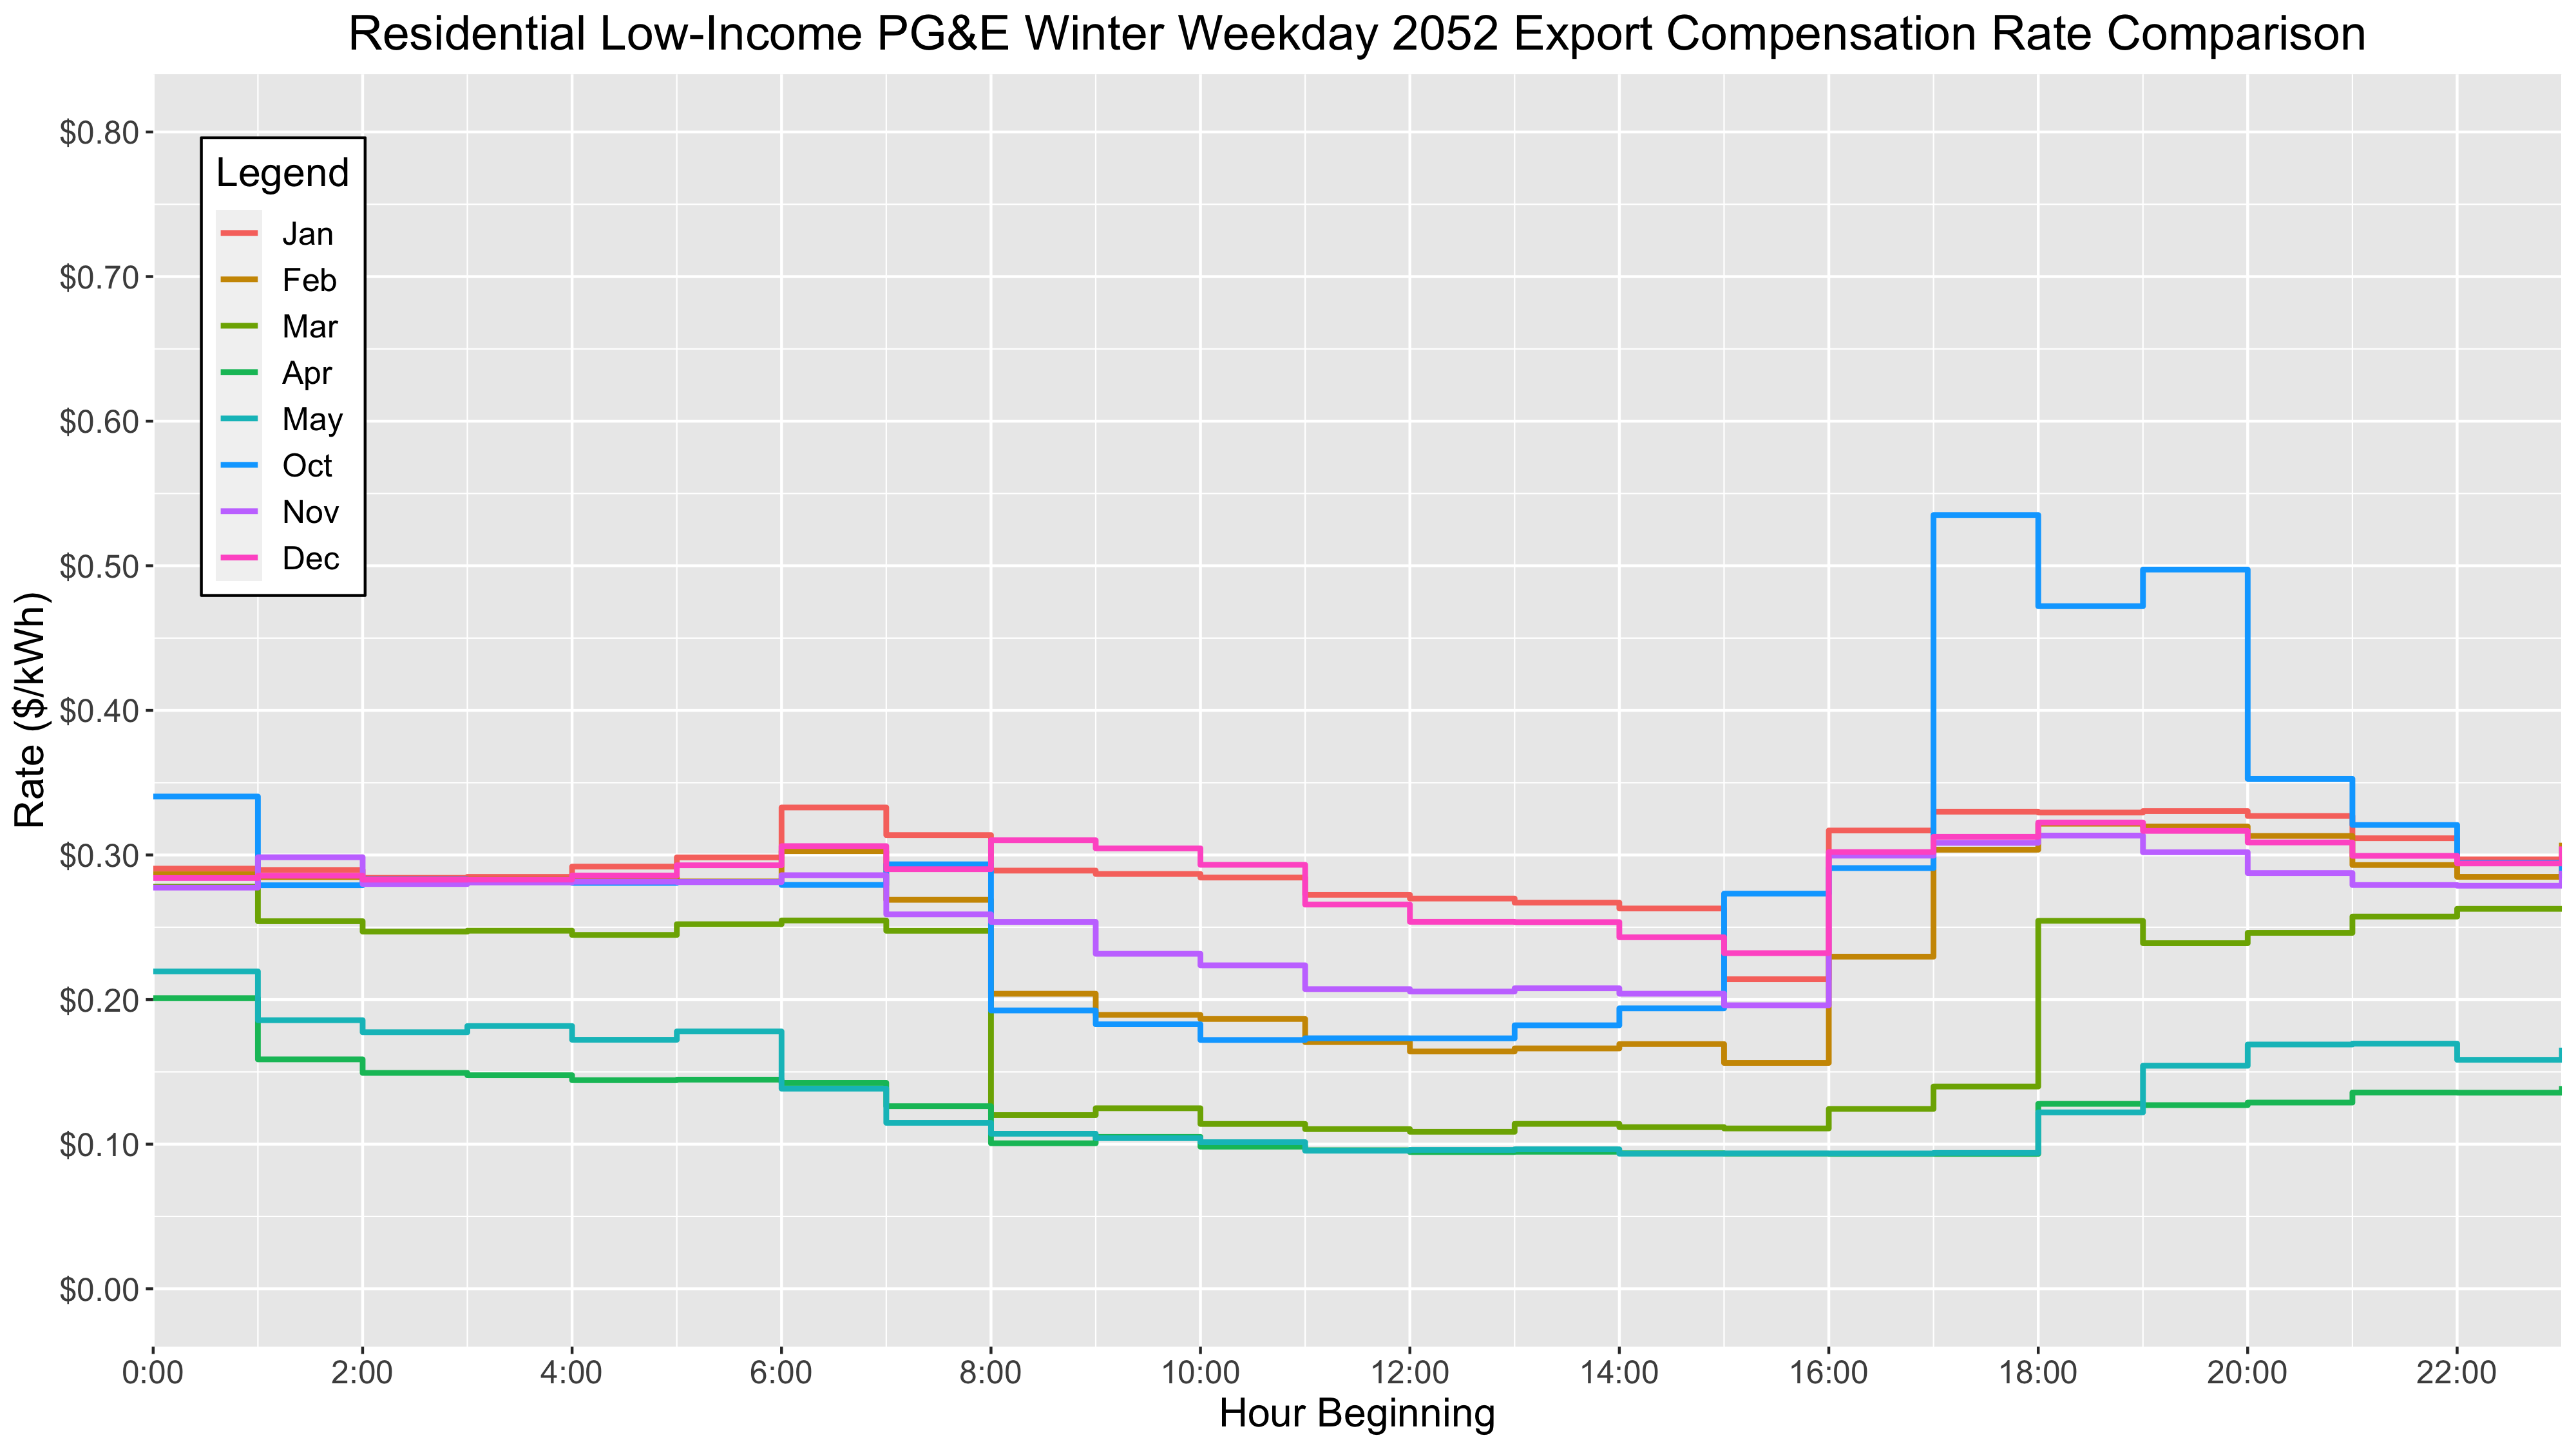 Residential Low-Income PG&E Winter Weekday 2052 Export Compensation Rate Comparison
Rate ($/kWh)
$0.80
$0.70
$0.60
$0.50
$0.40
$0.30
$0.20
$0.10
$0.00
Legend
Jan
Feb
Mar
Apr
May
Oct
Nov
Dec
0:00 2:00 4:00 6:00 8:00 10:00 12:00 14:00 16:00 18:00 20:00 22:00
Hour Beginning